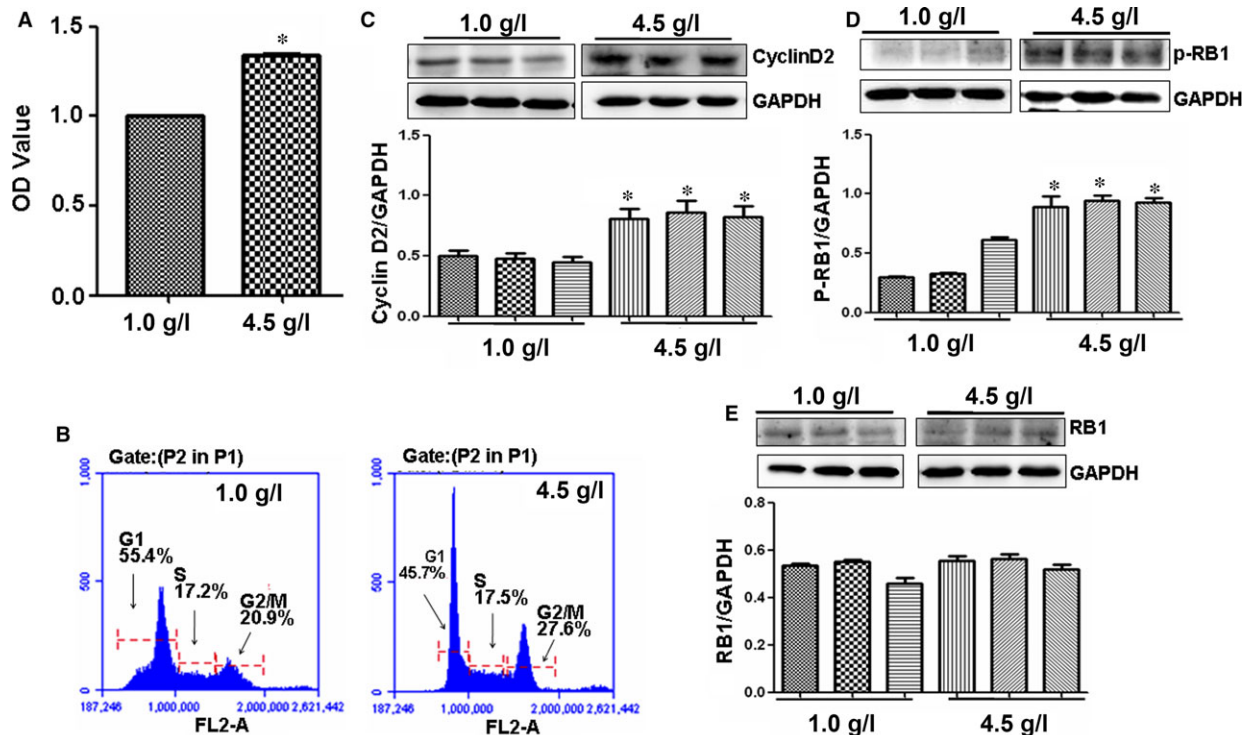 A
OD Value
1.5
1.0
0.5
0.0
*
1.0 g/l
4.5 g/l
C
1.0 g/l
4.5 g/l
CyclinD2
GAPDH
Cyclin D2/GAPDH
1.5
1.0
0.5
0.0
* * *
1.0 g/l
4.5 g/l
D
1.0 g/l
4.5 g/l
p-RB1
GAPDH
P-RB1/GAPDH
1.5
1.0
0.5
0.0
* * *
1.0 g/l
4.5 g/l
B
Gate:(P2 in P1)
1.0 g/l
1,000
500
0
G1
55.4%
S
17.2%
G2/M
20.9%
187,246 1,000,000 2,000,000 2,621,442
FL2-A
Gate:(P2 in P1)
4.5 g/l
1,000
500
0
G1
45.7%
S
17.5%
G2/M
27.6%
187,246 1,000,000 2,000,000 2,621,442
FL2-A
E
1.0 g/l
4.5 g/l
RB1
GAPDH
RB1/GAPDH
0.8
0.6
0.4
0.2
0.0
1.0 g/l
4.5 g/l